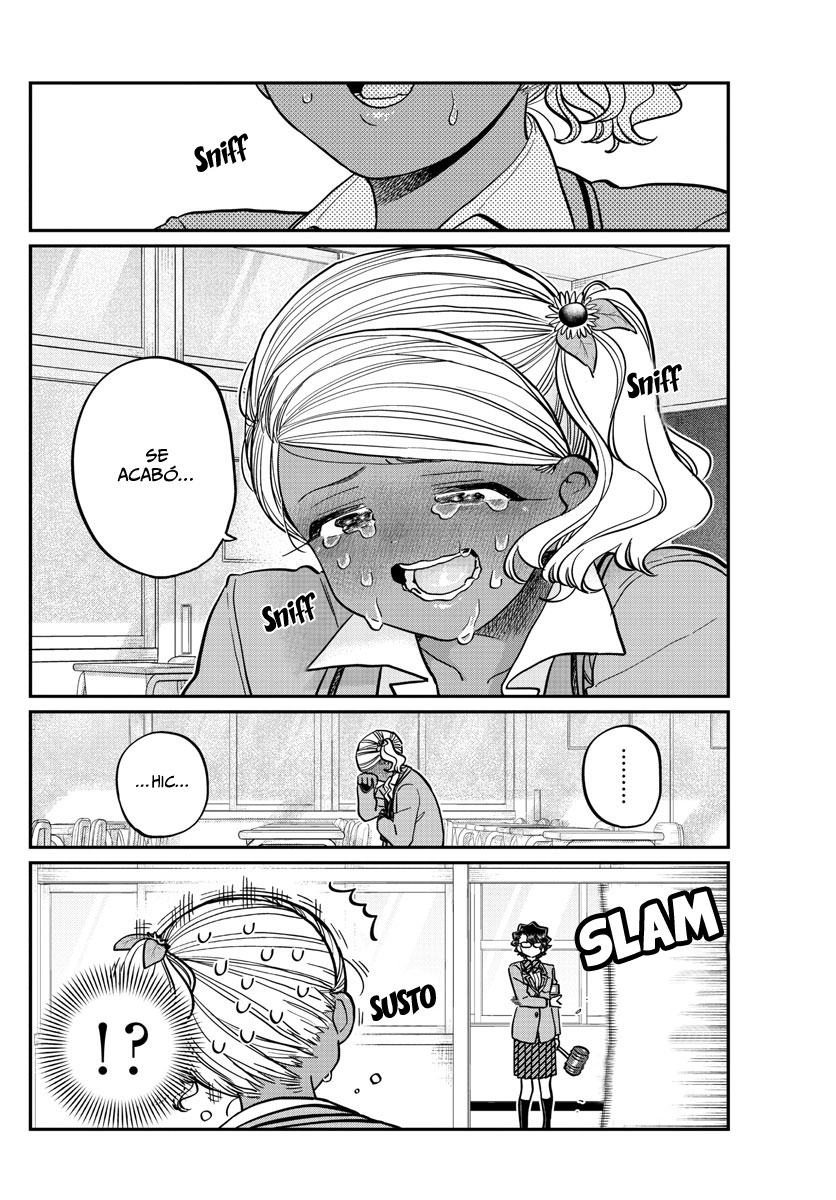 Sniff
Sniff
SE
ACABÓ...
Sniff
.........
...HIC...
SLAM
SUSTO
!?